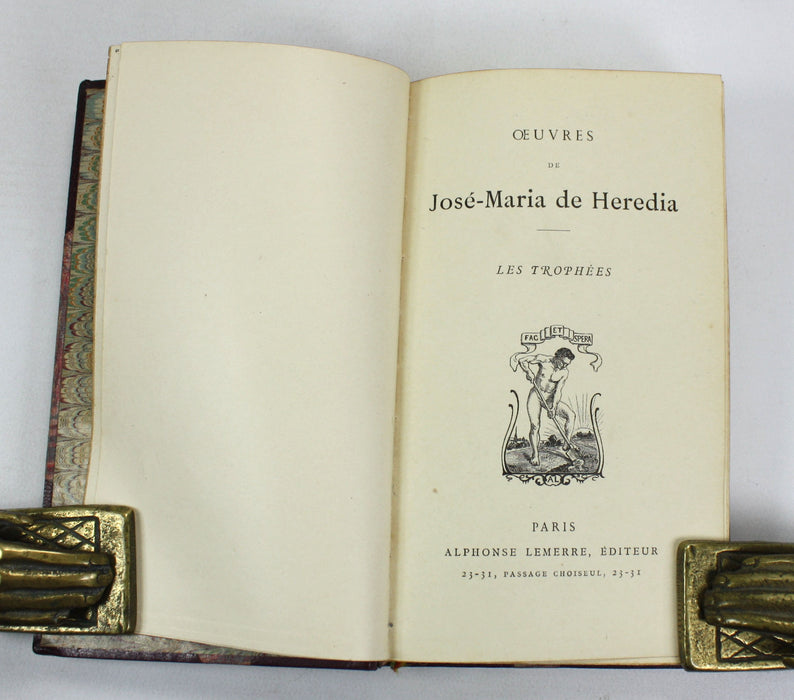 ŒUVRES
DE
José-Maria de Heredia
LES TROPHÉES
FAC ET SPERA
AL
PARIS
ALPHONSE LEMERRE, ÉDITEUR
23-31, PASSAGE CHOISEUL, 23-31